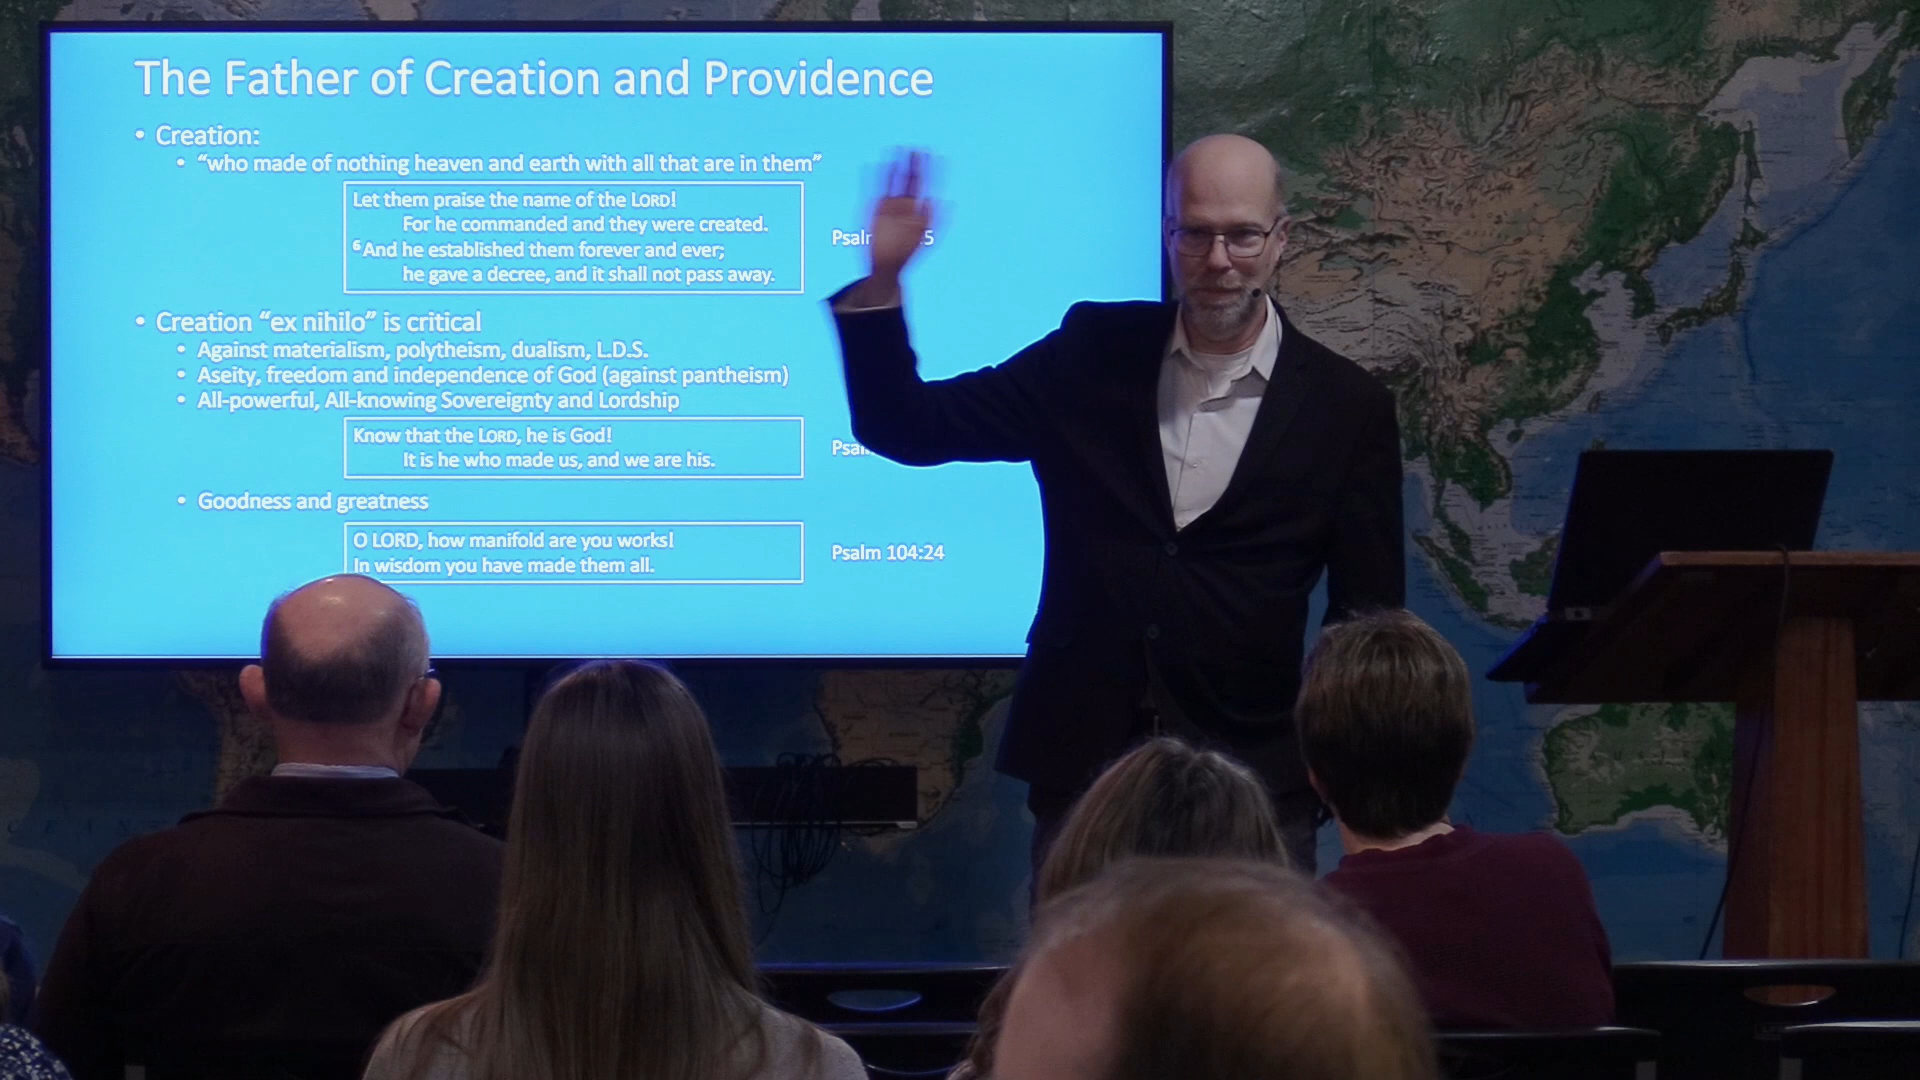 The Father of Creation and Providence
• Creation:
• “who made of nothing heaven and earth with all that are in them”
Let them praise the name of the LORD!
For he commanded and they were created.
6 And he established them forever and ever;
he gave a decree, and it shall not pass away.
5
• Creation “ex nihilo” is critical
• Against materialism, polytheism, dualism, L.D.S.
• Aseity, freedom and independence of God (against pantheism)
• All-powerful, All-knowing Sovereignty and Lordship
Know that the LORD, he is God!
It is he who made us, and we are his.
• Goodness and greatness
O LORD, how manifold are you works!
In wisdom you have made them all.
Psalm 104:24